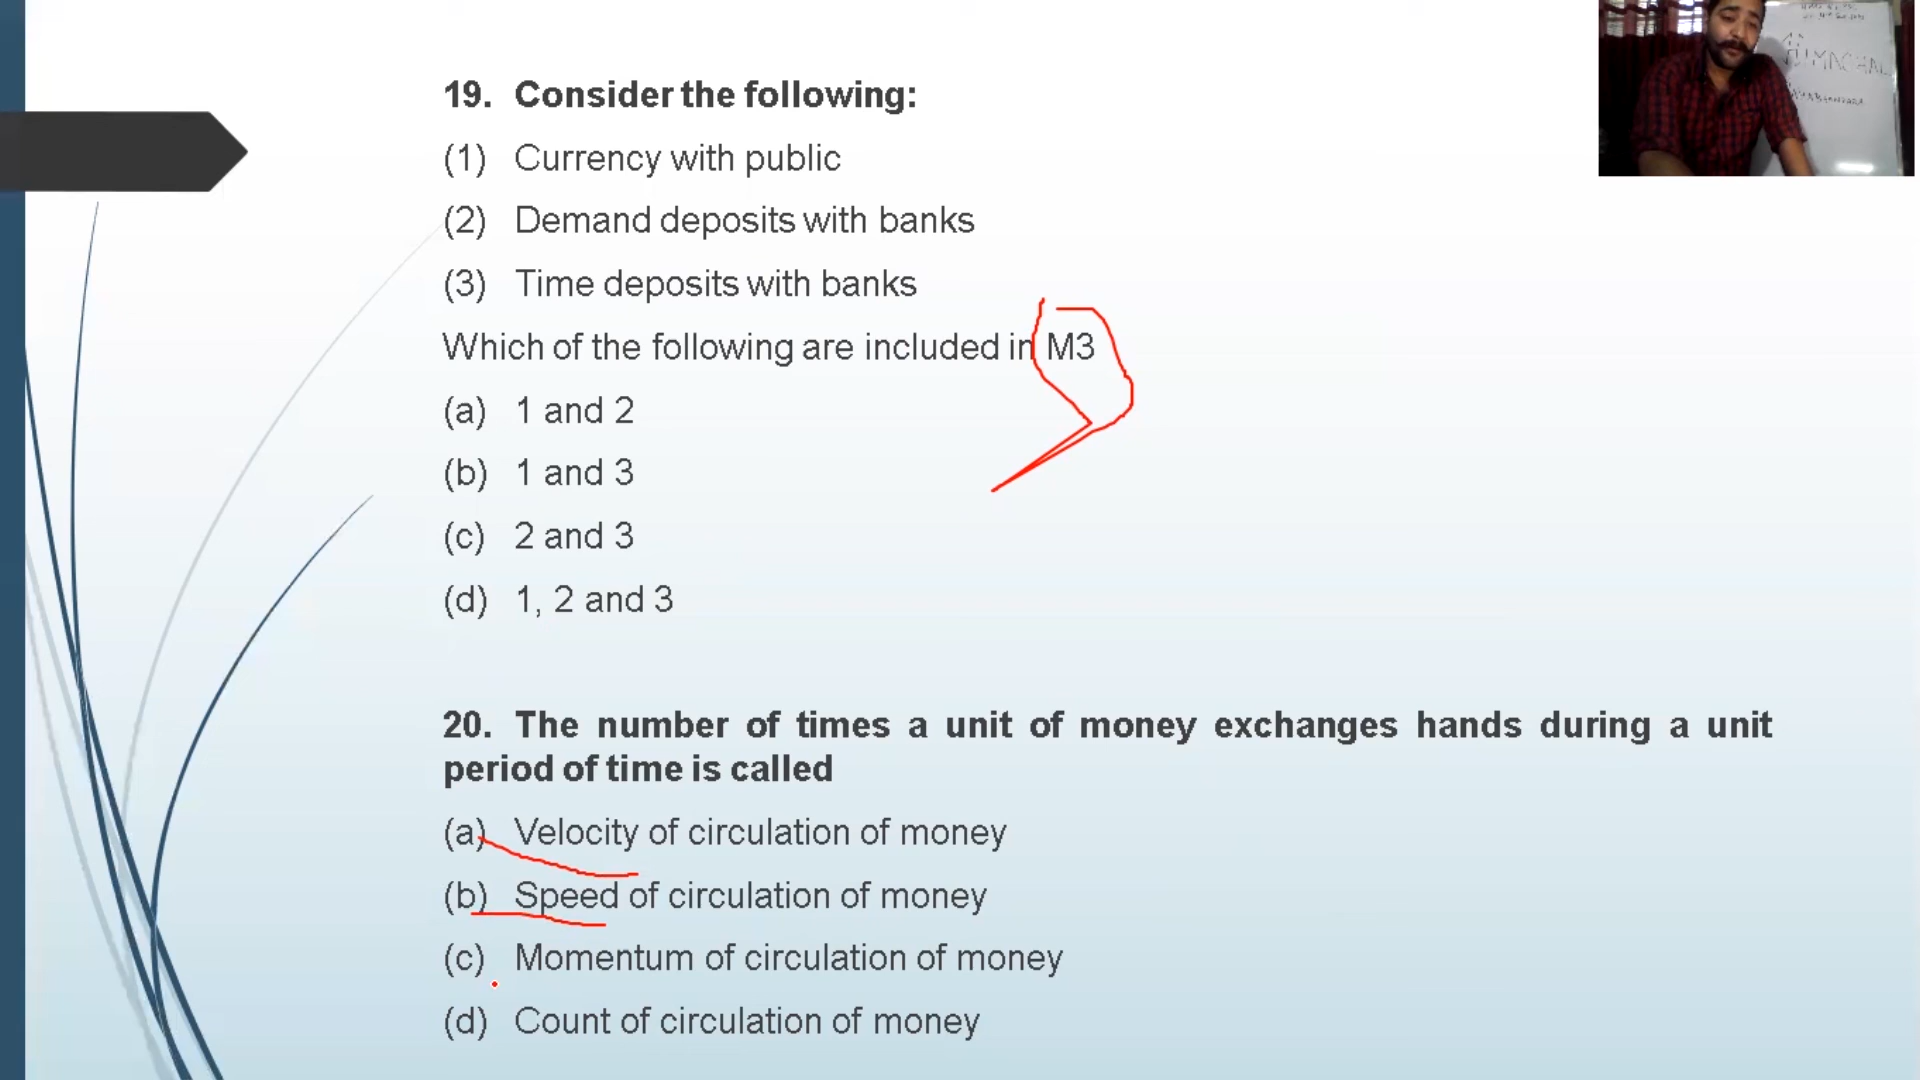 19. Consider the following:
(1) Currency with public
(2) Demand deposits with banks
(3) Time deposits with banks
Which of the following are included in M3
(a) 1 and 2
(b) 1 and 3
(c) 2 and 3
(d) 1, 2 and 3
20. The number of times a unit of money exchanges hands during a unit
period of time is called
(a) Velocity of circulation of money
(b) Speed of circulation of money
(c) Momentum of circulation of money
(d) Count of circulation of money